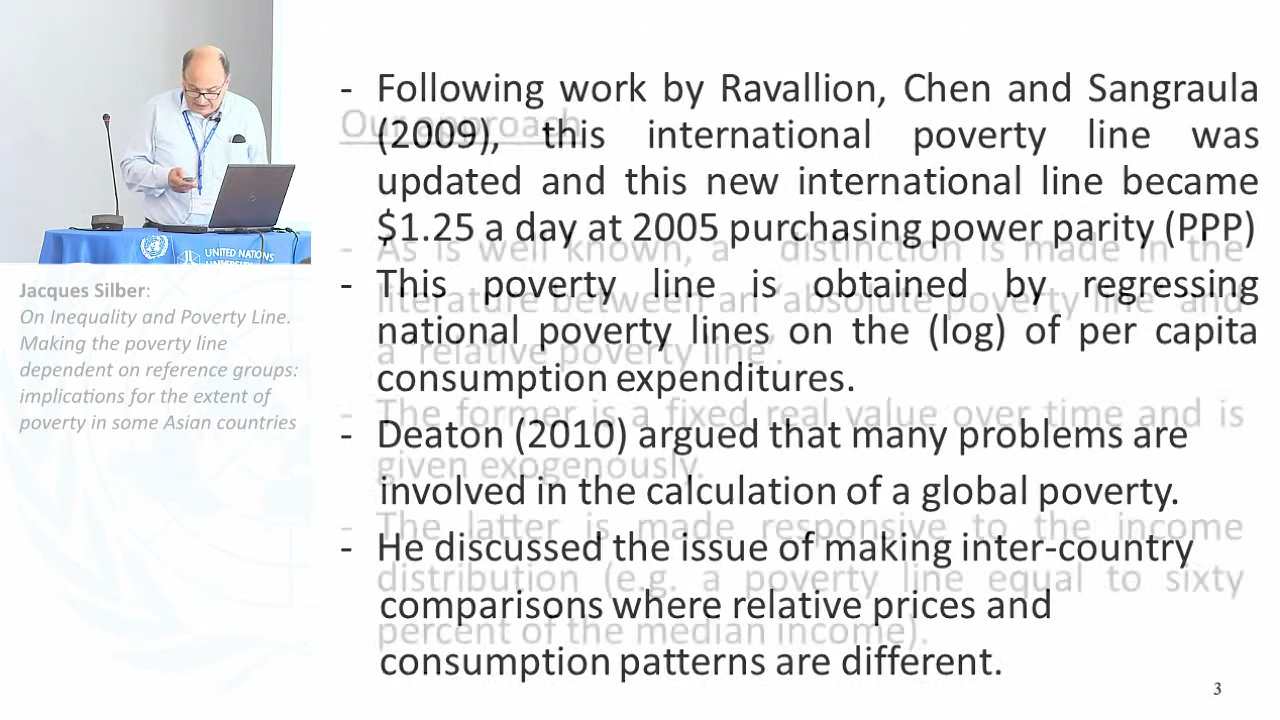 UNITED NATIONS
UNIVERSITY
Jacques Silber:
On Inequality and Poverty Line.
Making the poverty line
dependent on reference groups:
implications for the extent of
poverty in some Asian countries
- Following work by Ravallion, Chen and Sangraula
(2009), this international poverty line was
updated and this new international line became
$1.25 a day at 2005 purchasing power parity (PPP)
- This poverty line is obtained by regressing
national poverty lines on the (log) of per capita
consumption expenditures.
- Deaton (2010) argued that many problems are
involved in the calculation of a global poverty.
- He discussed the issue of making inter-country
comparisons where relative prices and
consumption patterns are different.
Our approach
- As is well known, a distinction is made in the
literature between an 'absolute poverty line' and
a 'relative poverty line'.
- The former is a fixed real value over time and is
given exogenously.
- The latter is made responsive to the income
distribution (e.g. a poverty line equal to sixty
percent of the median income).
3